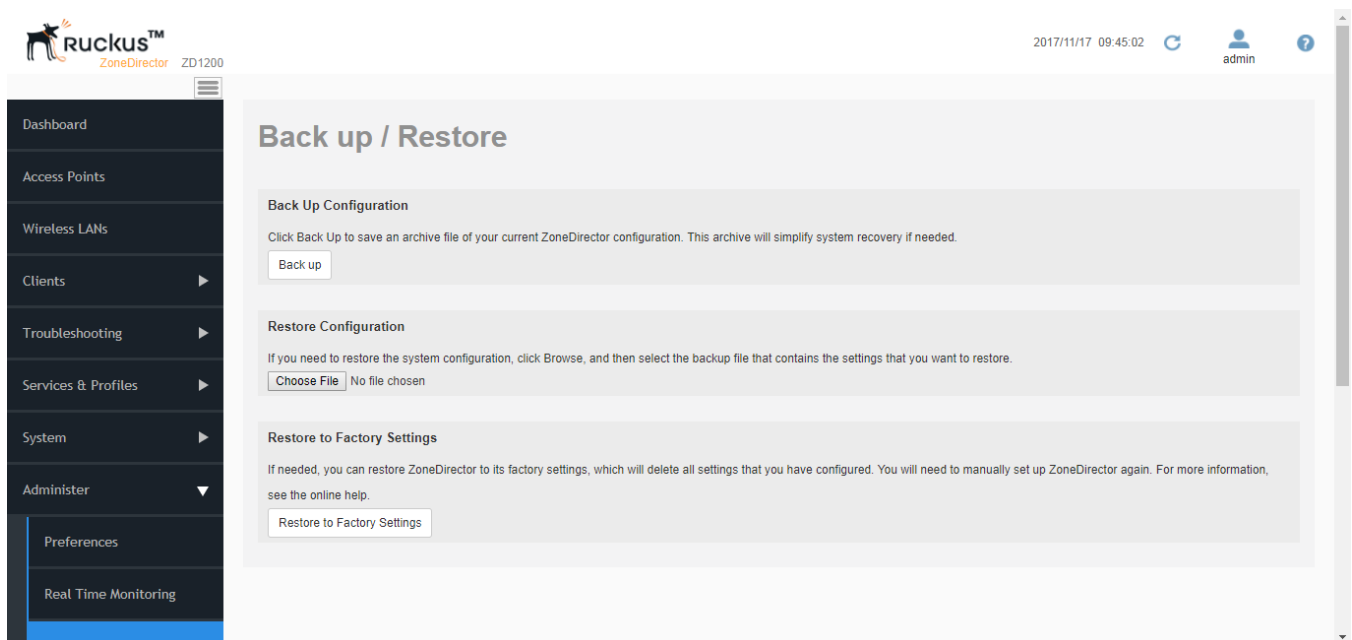 Ruckus™
ZoneDirector ZD1200
2017/11/17 09:45:02
admin
Dashboard
Access Points
Wireless LANs
Clients
Troubleshooting
Services & Profiles
System
Administer
Preferences
Real Time Monitoring
Back up / Restore
Back Up Configuration
Click Back Up to save an archive file of your current ZoneDirector configuration. This archive will simplify system recovery if needed.
Back up
Restore Configuration
If you need to restore the system configuration, click Browse, and then select the backup file that contains the settings that you want to restore.
Choose File No file chosen
Restore to Factory Settings
If needed, you can restore ZoneDirector to its factory settings, which will delete all settings that you have configured. You will need to manually set up ZoneDirector again. For more information,
see the online help.
Restore to Factory Settings